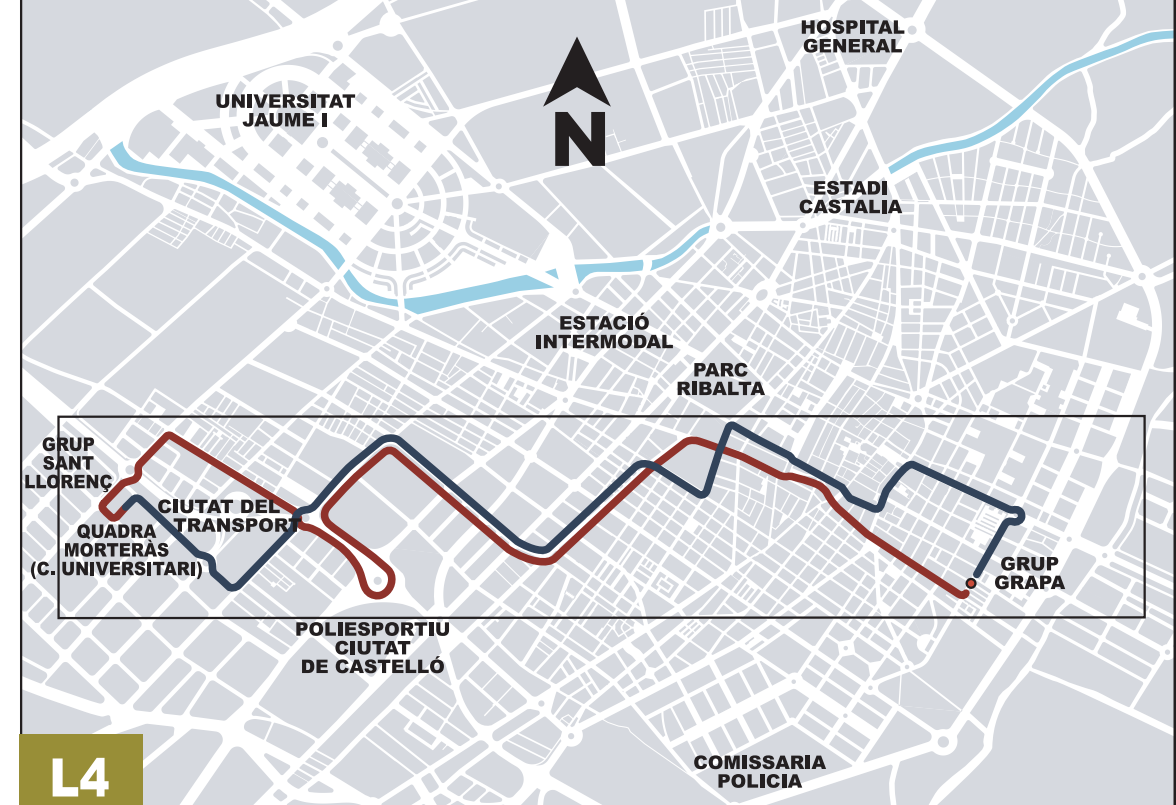 HOSPITAL
GENERAL
UNIVERSITAT
JAUME I
N
ESTADI
CASTALIA
ESTACIÓ
INTERMODAL
PARC
RIBALTA
GRUP
SANT
LLORENÇ
CIUTAT DEL
TRANSPORT
QUADRA
MORTERÀS
(C. UNIVERSITARI)
GRUP
GRAPA
POLIESPORTIU
CIUTAT
DE CASTELLÓ
COMISSARIA
POLICIA
L4